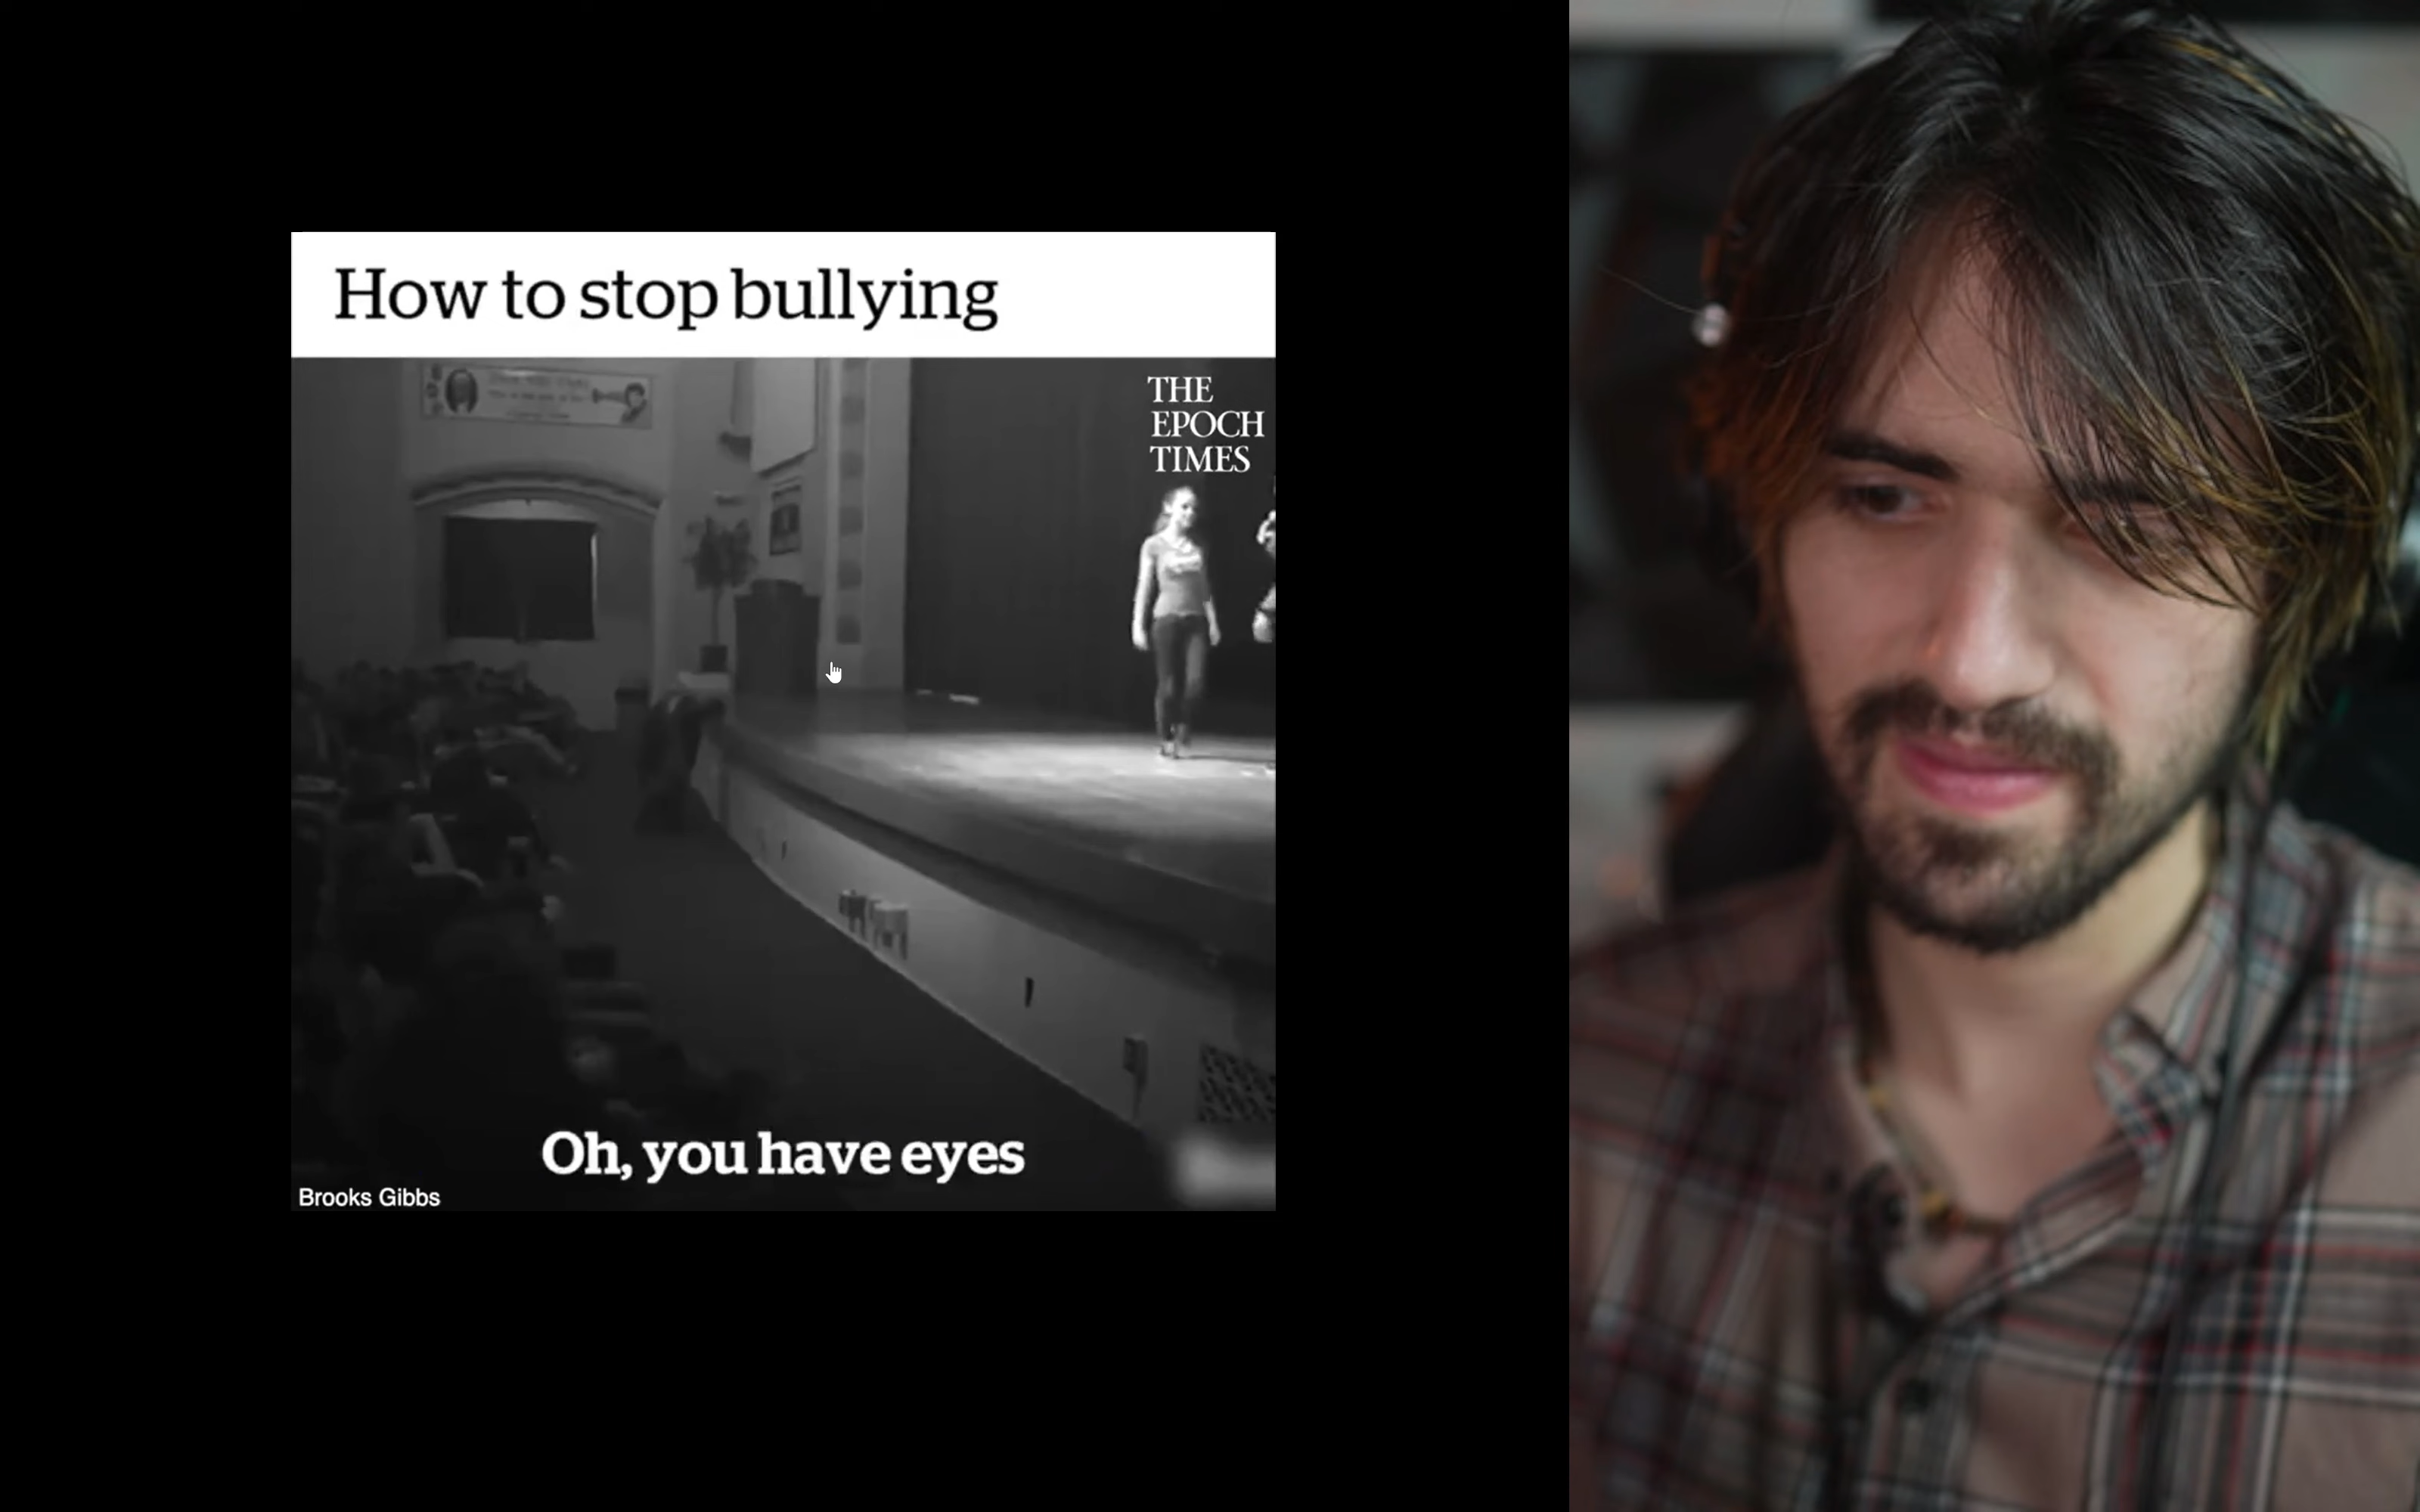 How to stop bullying
THE
EPOCH
TIMES
Oh, you have eyes
Brooks Gibbs